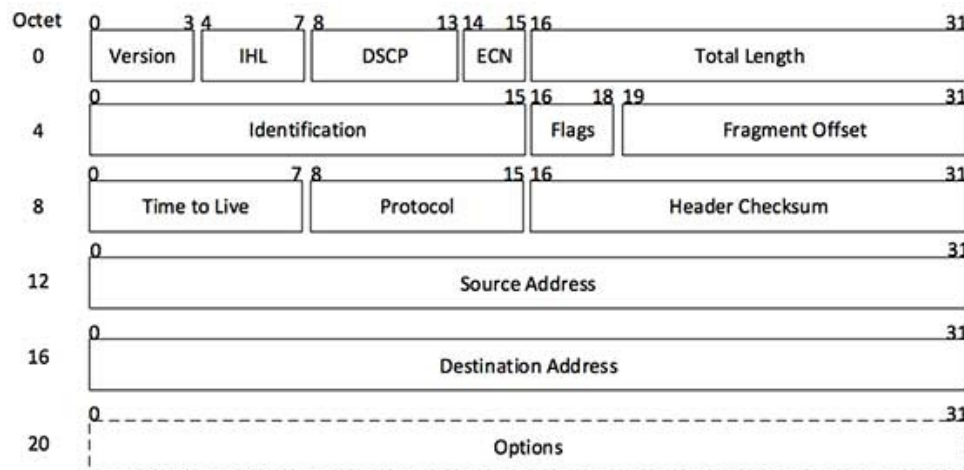 Octet 0 3 4 7 8 13 14 15 16 31
0 Version IHL DSCP ECN Total Length
0 15 16 18 19 31
4 Identification Flags Fragment Offset
0 7 8 15 16 31
8 Time to Live Protocol Header Checksum
0 31
12 Source Address
0 31
16 Destination Address
0 31
20 Options